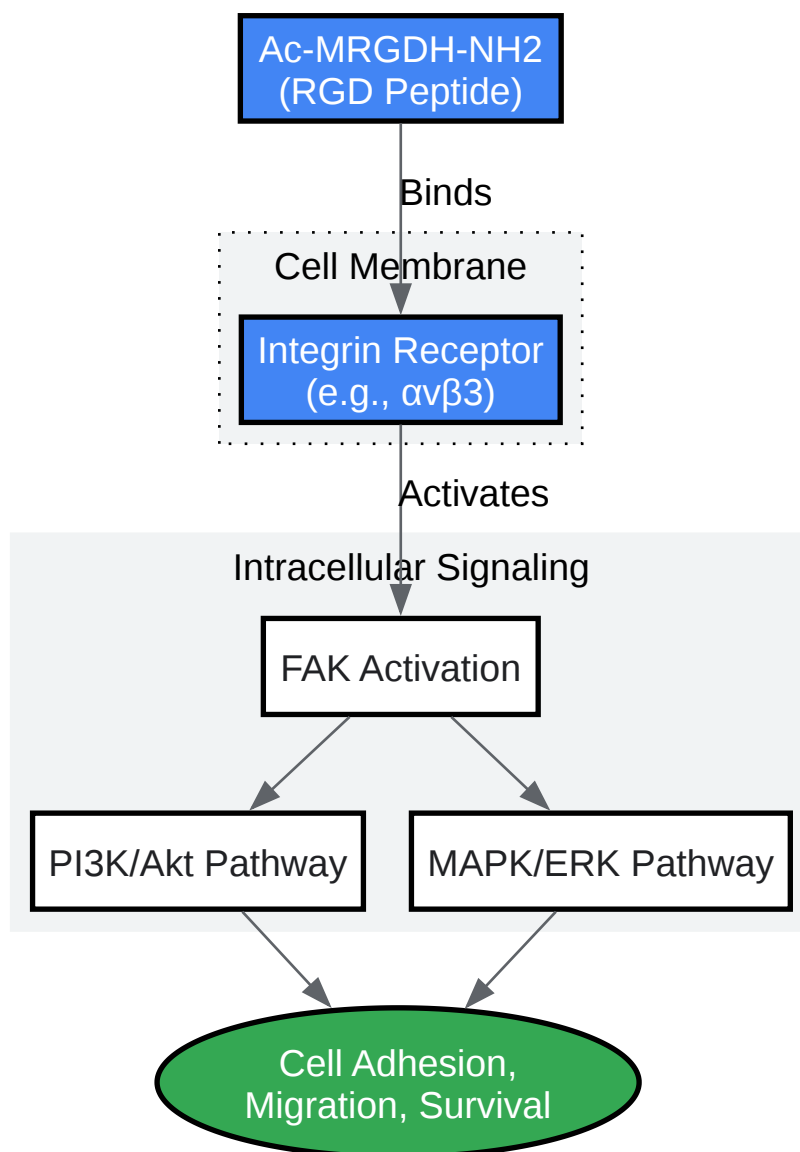 Ac-MRGDH-NH2
(RGD Peptide)
Binds
Cell Membrane
Integrin Receptor
(e.g., αvβ3)
Activates
Intracellular Signaling
FAK Activation
PI3K/Akt Pathway
MAPK/ERK Pathway
Cell Adhesion,
Migration, Survival